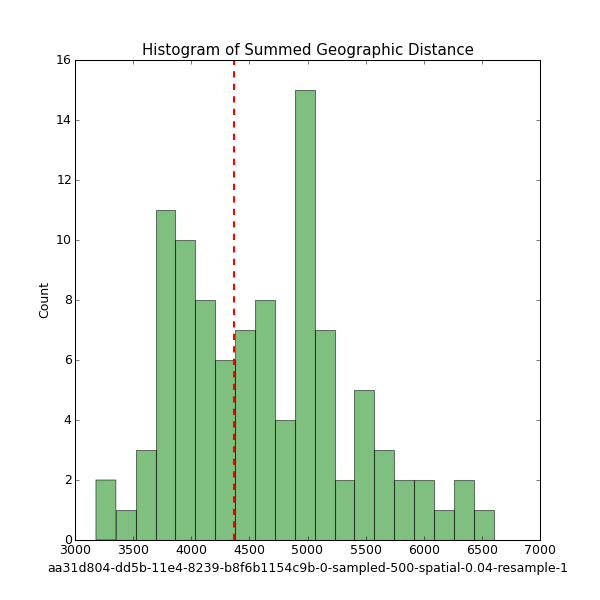 Histogram of Summed Geographic Distance
16
14
12
10
8
6
4
2
0
Count
3000 3500 4000 4500 5000 5500 6000 6500 7000
aa31d804-dd5b-11e4-8239-b8f6b1154c9b-0-sampled-500-spatial-0.04-resample-1